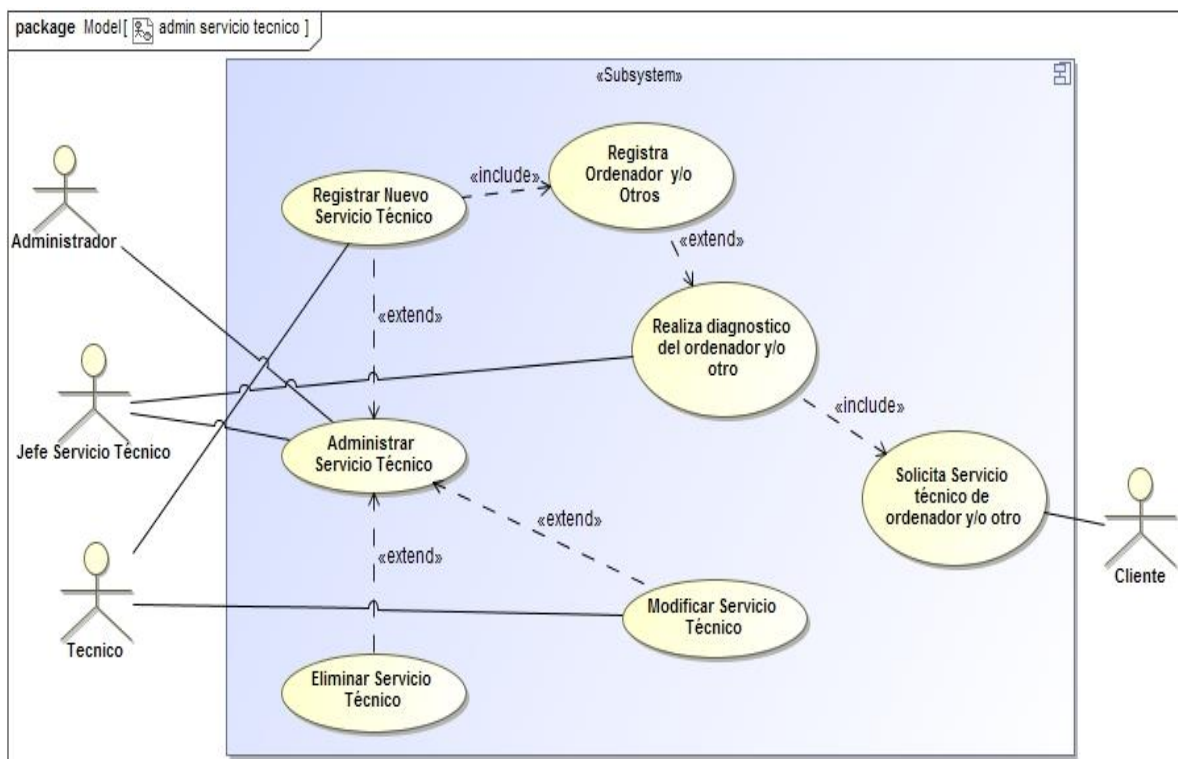 package Model [ admin servicio tecnico ]
«Subsystem»
Administrador
Jefe Servicio Técnico
Tecnico
Registrar Nuevo
Servicio Técnico
«include»
Registra
Ordenador y/o
Otros
«extend»
Realiza diagnostico
del ordenador y/o
otro
«extend»
«include»
Administrar
Servicio Técnico
Solicita Servicio
técnico de
ordenador y/o otro
«extend»
«extend»
Modificar Servicio
Técnico
Eliminar Servicio
Técnico
Cliente